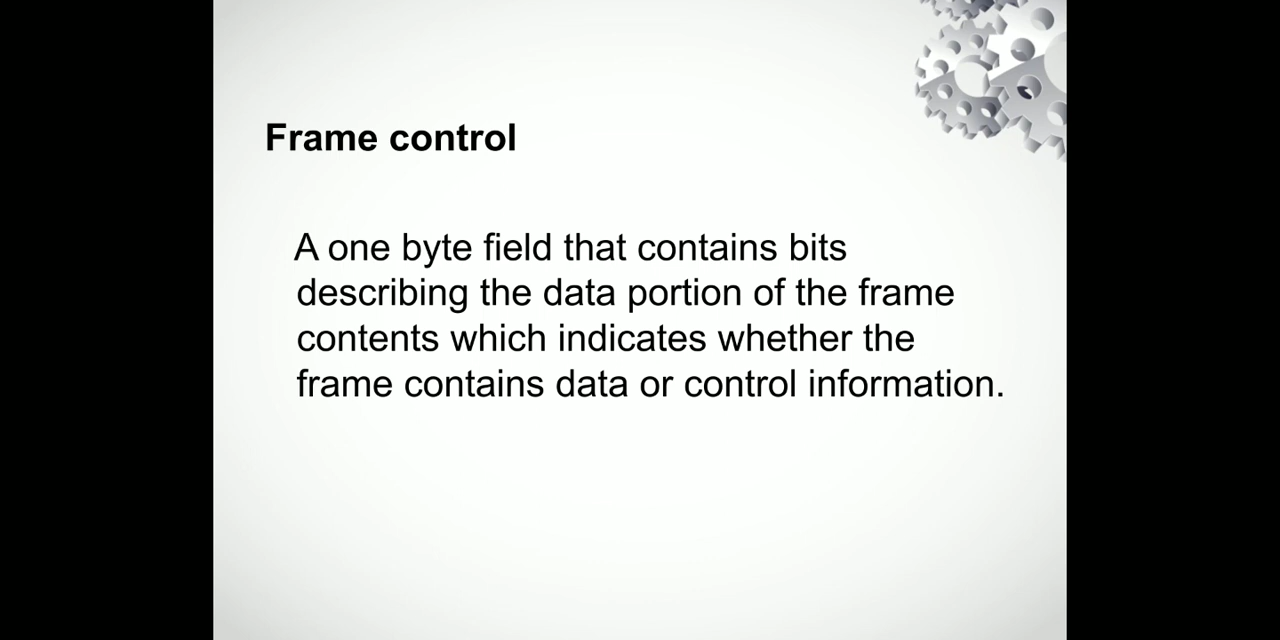 Frame control
A one byte field that contains bits
describing the data portion of the frame
contents which indicates whether the
frame contains data or control information.